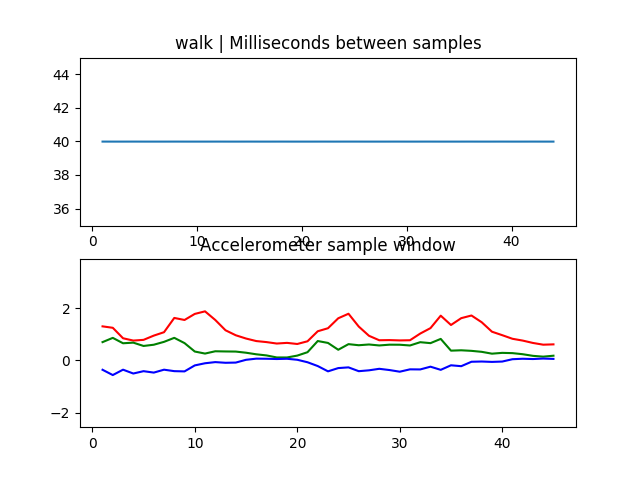 walk | Milliseconds between samples
44
42
40
38
36
0 10 20 30 40
Accelerometer sample window
2
0
−2
0 10 20 30 40